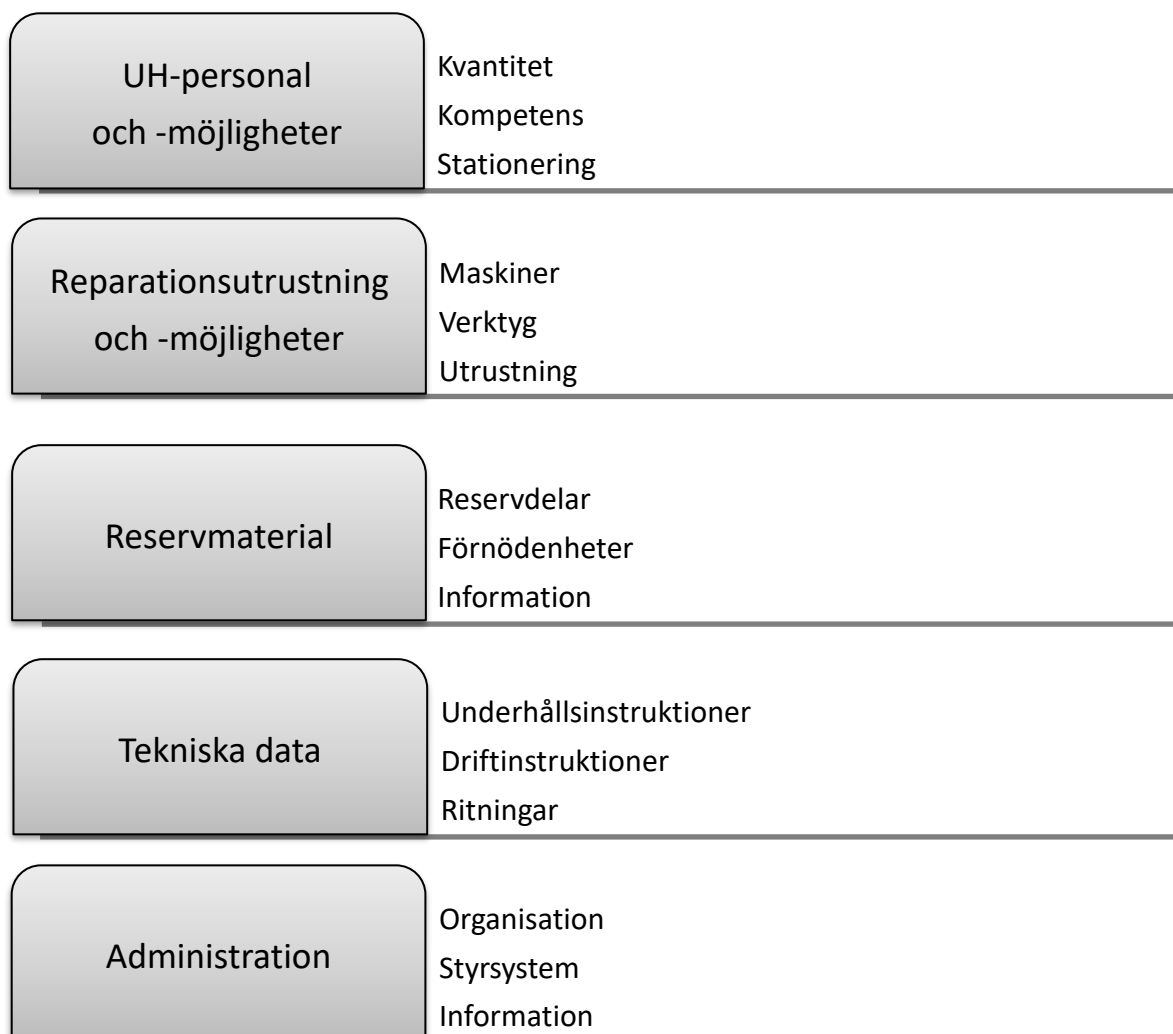 UH-personal
och -möjligheter
Kvantitet
Kompetens
Stationering
Reparationsutrustning
och -möjligheter
Maskiner
Verktyg
Utrustning
Reservmaterial
Reservdelar
Förnödenheter
Information
Tekniska data
Underhållsinstruktioner
Driftinstruktioner
Ritningar
Administration
Organisation
Styrsystem
Information